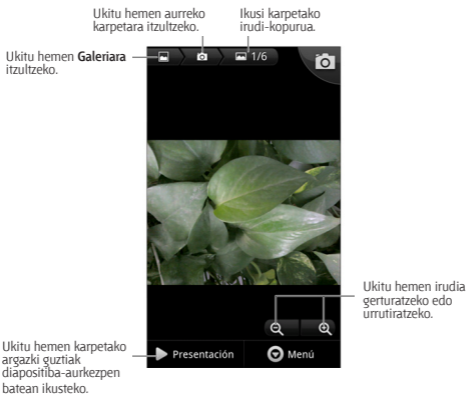 Ukitu hemen aurreko
karpetara itzultzeko.
Ikusi karpetako
irudi-kopurua.
Ukitu hemen Galeriara
itzultzeko.
1/6
Ukitu hemen irudia
gerturatzeko edo
urrutiratzeko.
Ukitu hemen karpetako
argazki guztiak
diapositiba-aurkezpen
batean ikusteko.
Presentación
Menú